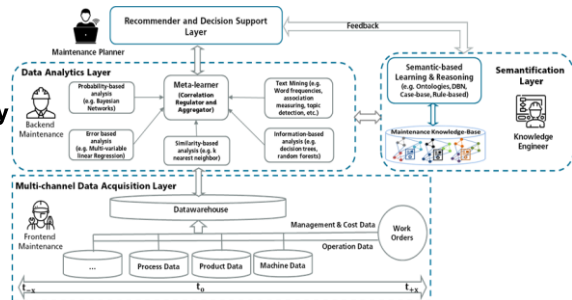 Recommender and Decision Support
Layer
Feedback
Maintenance Planner
Data Analytics Layer
Probability-based
analysis
(e.g. Bayesian
Networks)
Meta-learner
(Correlation Regulator and
Aggregator)
Text Mining (e.g.
Word frequencies,
association
measuring, topic
detection, etc.)
Semantic-based
Learning & Reasoning
(e.g. Ontologies, DBN,
Case-base, Rule-based)
Semantification
Layer
y
Backend
Maintenance
Error based
analysis
(e.g. Multi-variable
linear Regression)
Similarity-based
analysis (e.g. k
nearest neighbor)
Information-based
analysis (e.g.
decision trees,
random forests)
Maintenance Knowledge-Base
Knowledge
Engineer
Multi-channel Data Acquisition Layer
Datawarehouse
Frontend
Maintenance
Management & Cost Data
Operation Data
Work
Orders
...
Process Data
Product Data
Machine Data
t−x
t0
t+x